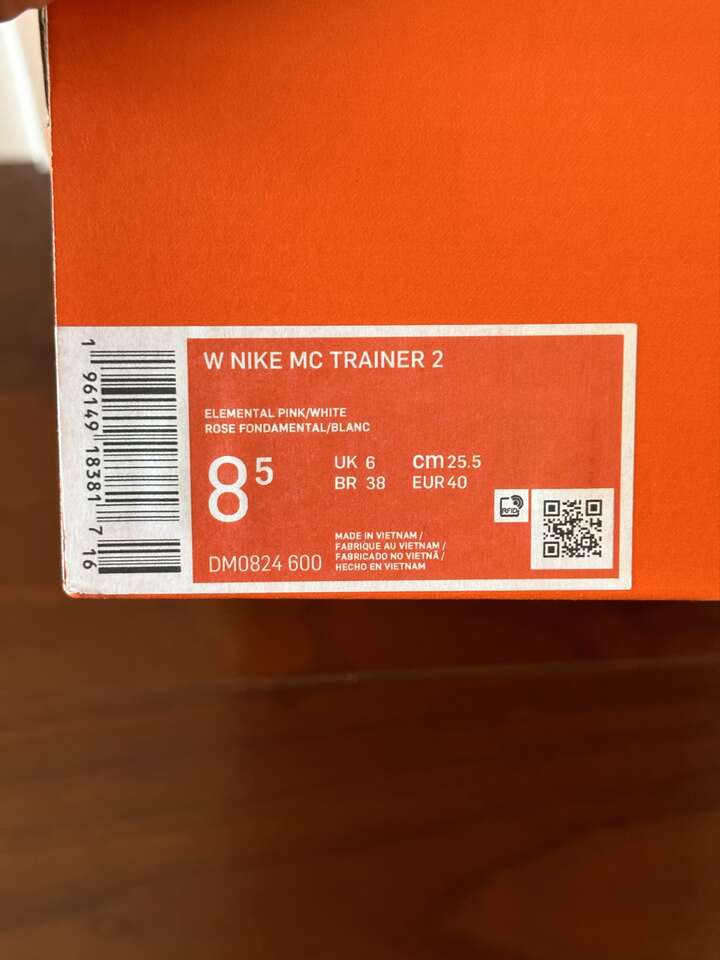 W NIKE MC TRAINER 2
ELEMENTAL PINK/WHITE
ROSE FONDAMENTAL/BLANC
8 5
UK 6 cm 25.5
BR 38 EUR 40
DM0824 600
MADE IN VIETNAM /
FABRIQUE AU VIETNAM /
FABRICADO NO VIETNÃ /
HECHO EN VIETNAM
RFID
1 96149 18381 7 16